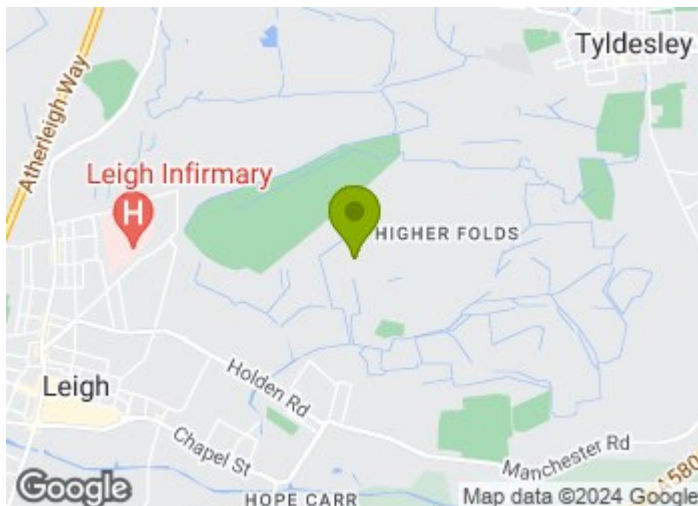 Tyldesley
Atherleigh Way
Leigh Infirmary
H
HIGHER FOLDS
Holden Rd
Leigh
Chapel St
Manchester Rd
HOPE CARR
Google
Map data ©2024 Google